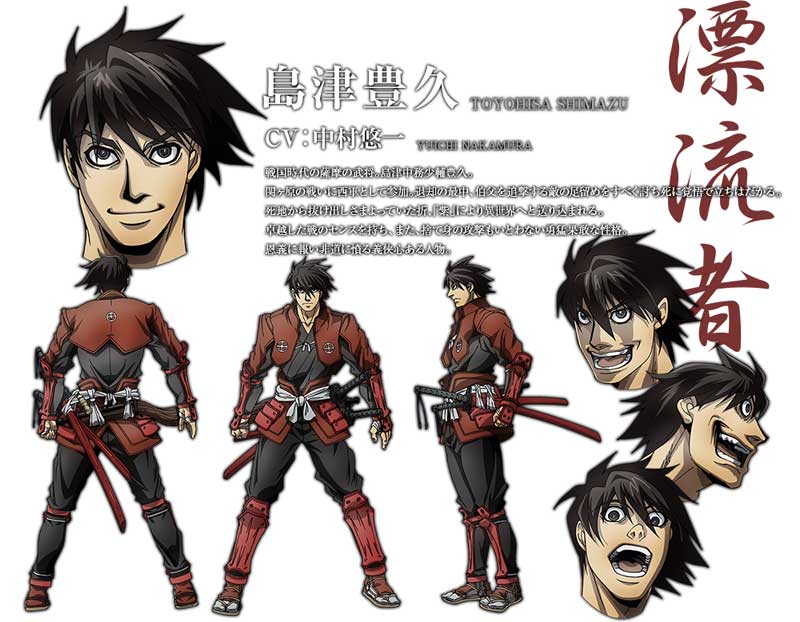 島津豊久 TOYOHISA SHIMAZU
CV：中村悠一 YUICHI NAKAMURA
戦国時代の薩摩の武将。島津中務少輔豊久。
関ヶ原の戦いに西軍として参加。退却の最中、伯父を追撃する敵の足留めをすべく討ち死に覚悟で立ちはだかる。
死地から抜け出しさまよっていた折、「紫」により異世界へと送り込まれる。
卓越した戦のセンスを持ち、また、捨て身の攻撃もいとわない勇猛果敢な性格。
恩義に報い非道に憤る義侠心ある人物。
漂流者